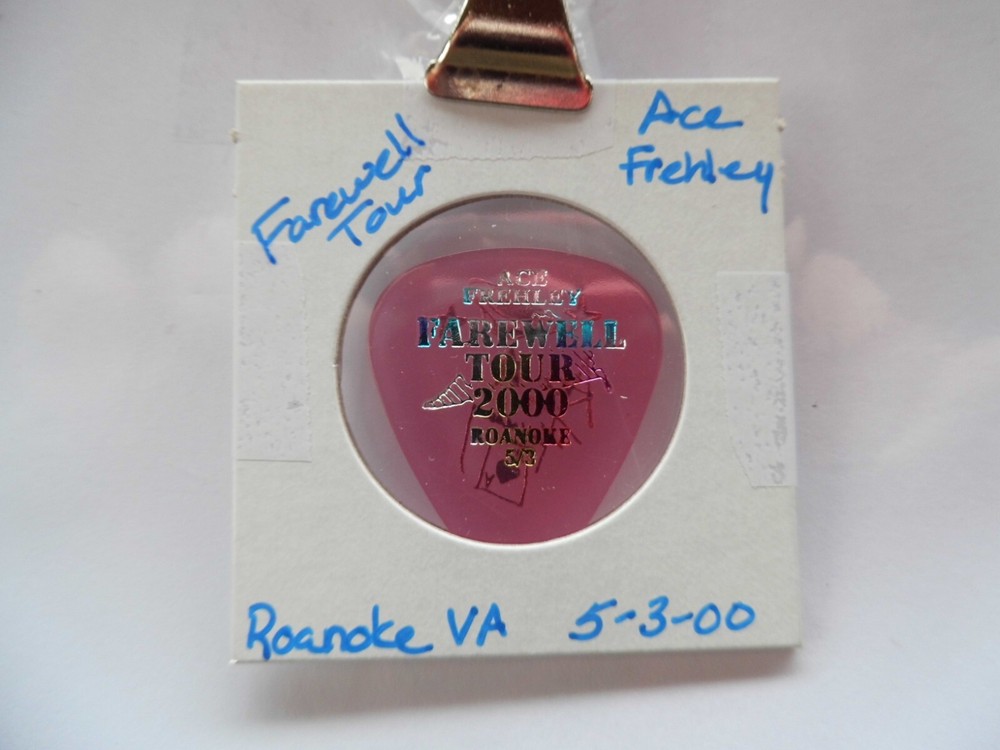 Farewell
Tour
Ace
Frehley
ACE
FREHLEY
FAREWELL
TOUR
2000
ROANOKE
5/3
A
Roanoke VA 5-3-00